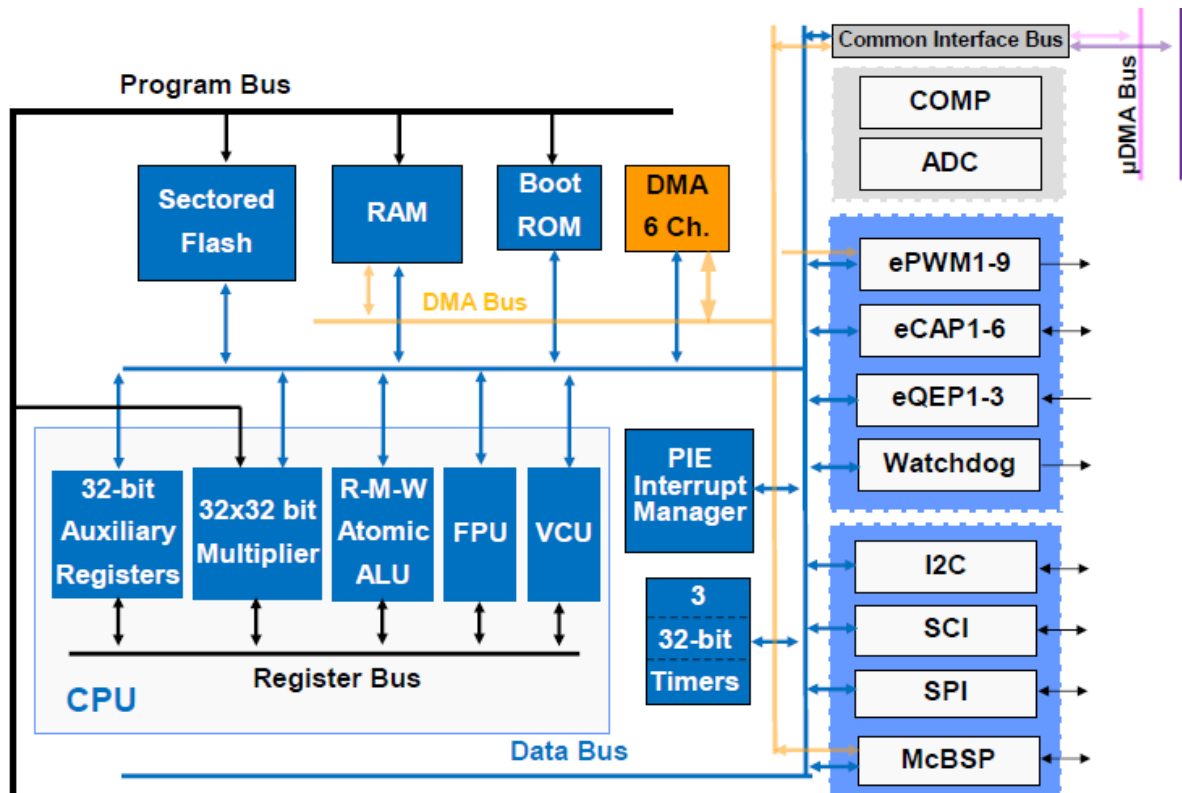 Common Interface Bus
μDMA Bus
Program Bus
COMP
ADC
Sectored
Flash
RAM
Boot
ROM
DMA
6 Ch.
DMA Bus
ePWM1-9
eCAP1-6
eQEP1-3
Watchdog
32-bit
Auxiliary
Registers
32x32 bit
Multiplier
R-M-W
Atomic
ALU
FPU
VCU
PIE
Interrupt
Manager
3
32-bit
Timers
Register Bus
CPU
I2C
SCI
SPI
McBSP
Data Bus